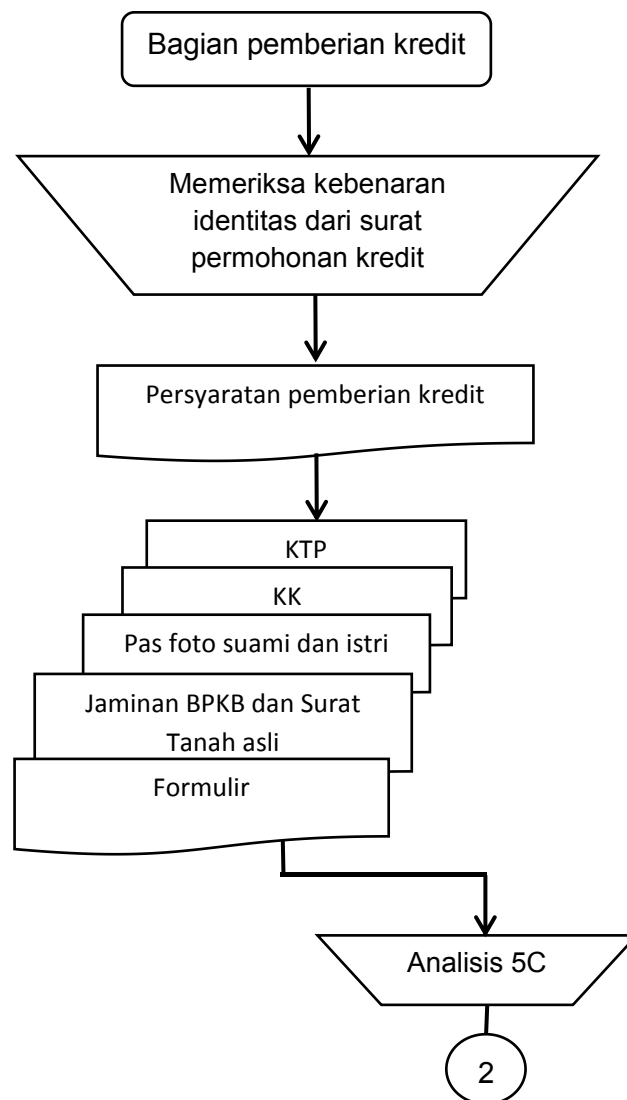 Bagian pemberian kredit
Memeriksa kebenaran
identitas dari surat
permohonan kredit
Persyaratan pemberian kredit
KTP
KK
Pas foto suami dan istri
Jaminan BPKB dan Surat
Tanah asli
Formulir
Analisis 5C
2